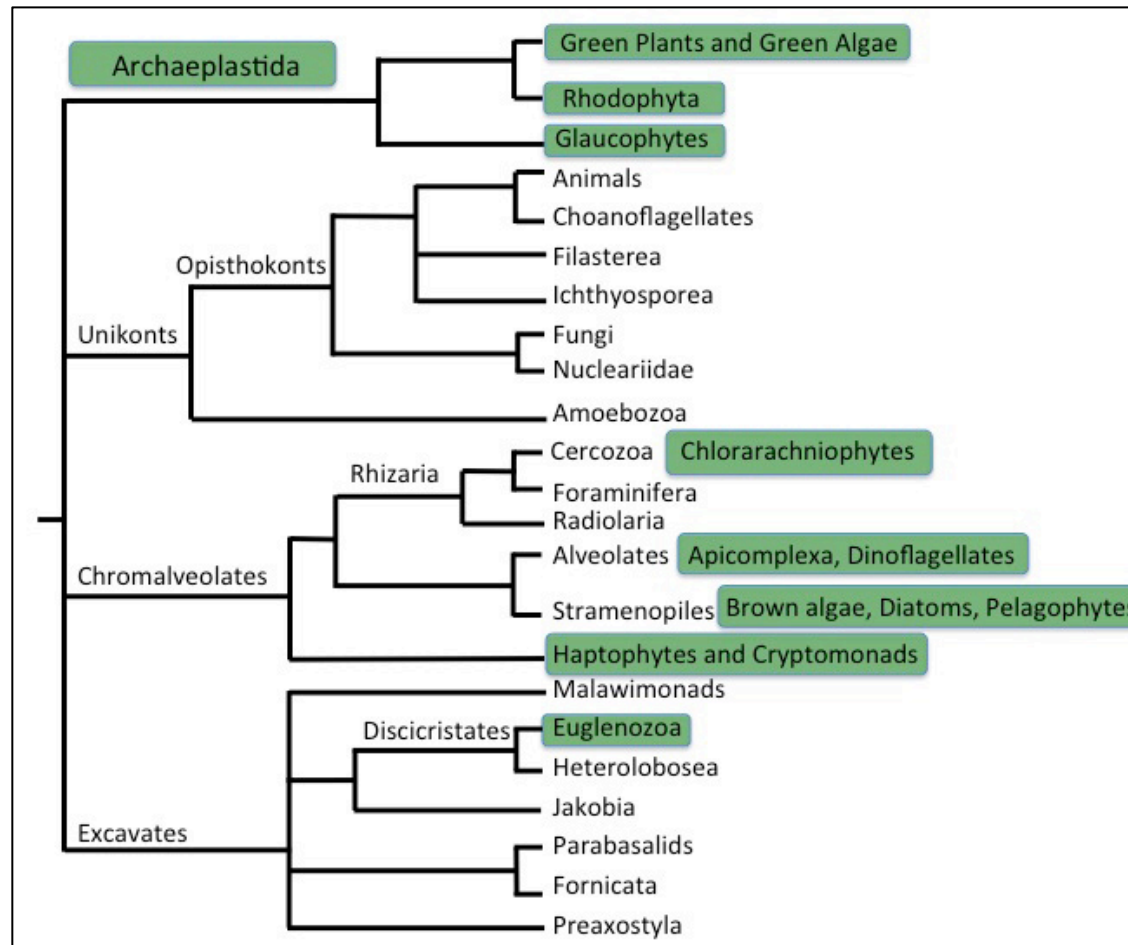 Green Plants and Green Algae
Archaeplastida
Rhodophyta
Glaucophytes
Animals
Choanoflagellates
Filasterea
Opisthokonts
Ichthyosporea
Fungi
Unikonts
Nucleariidae
Amoebozoa
Cercozoa Chlorarachniophytes
Rhizaria
Foraminifera
Radiolaria
Alveolates Apicomplexa, Dinoflagellates
Chromalveolates
Stramenopiles Brown algae, Diatoms, Pelagophytes
Haptophytes and Cryptomonads
Malawimonads
Discicristates Euglenozoa
Heterolobosea
Jakobia
Excavates
Parabasalids
Fornicata
Preaxostyla